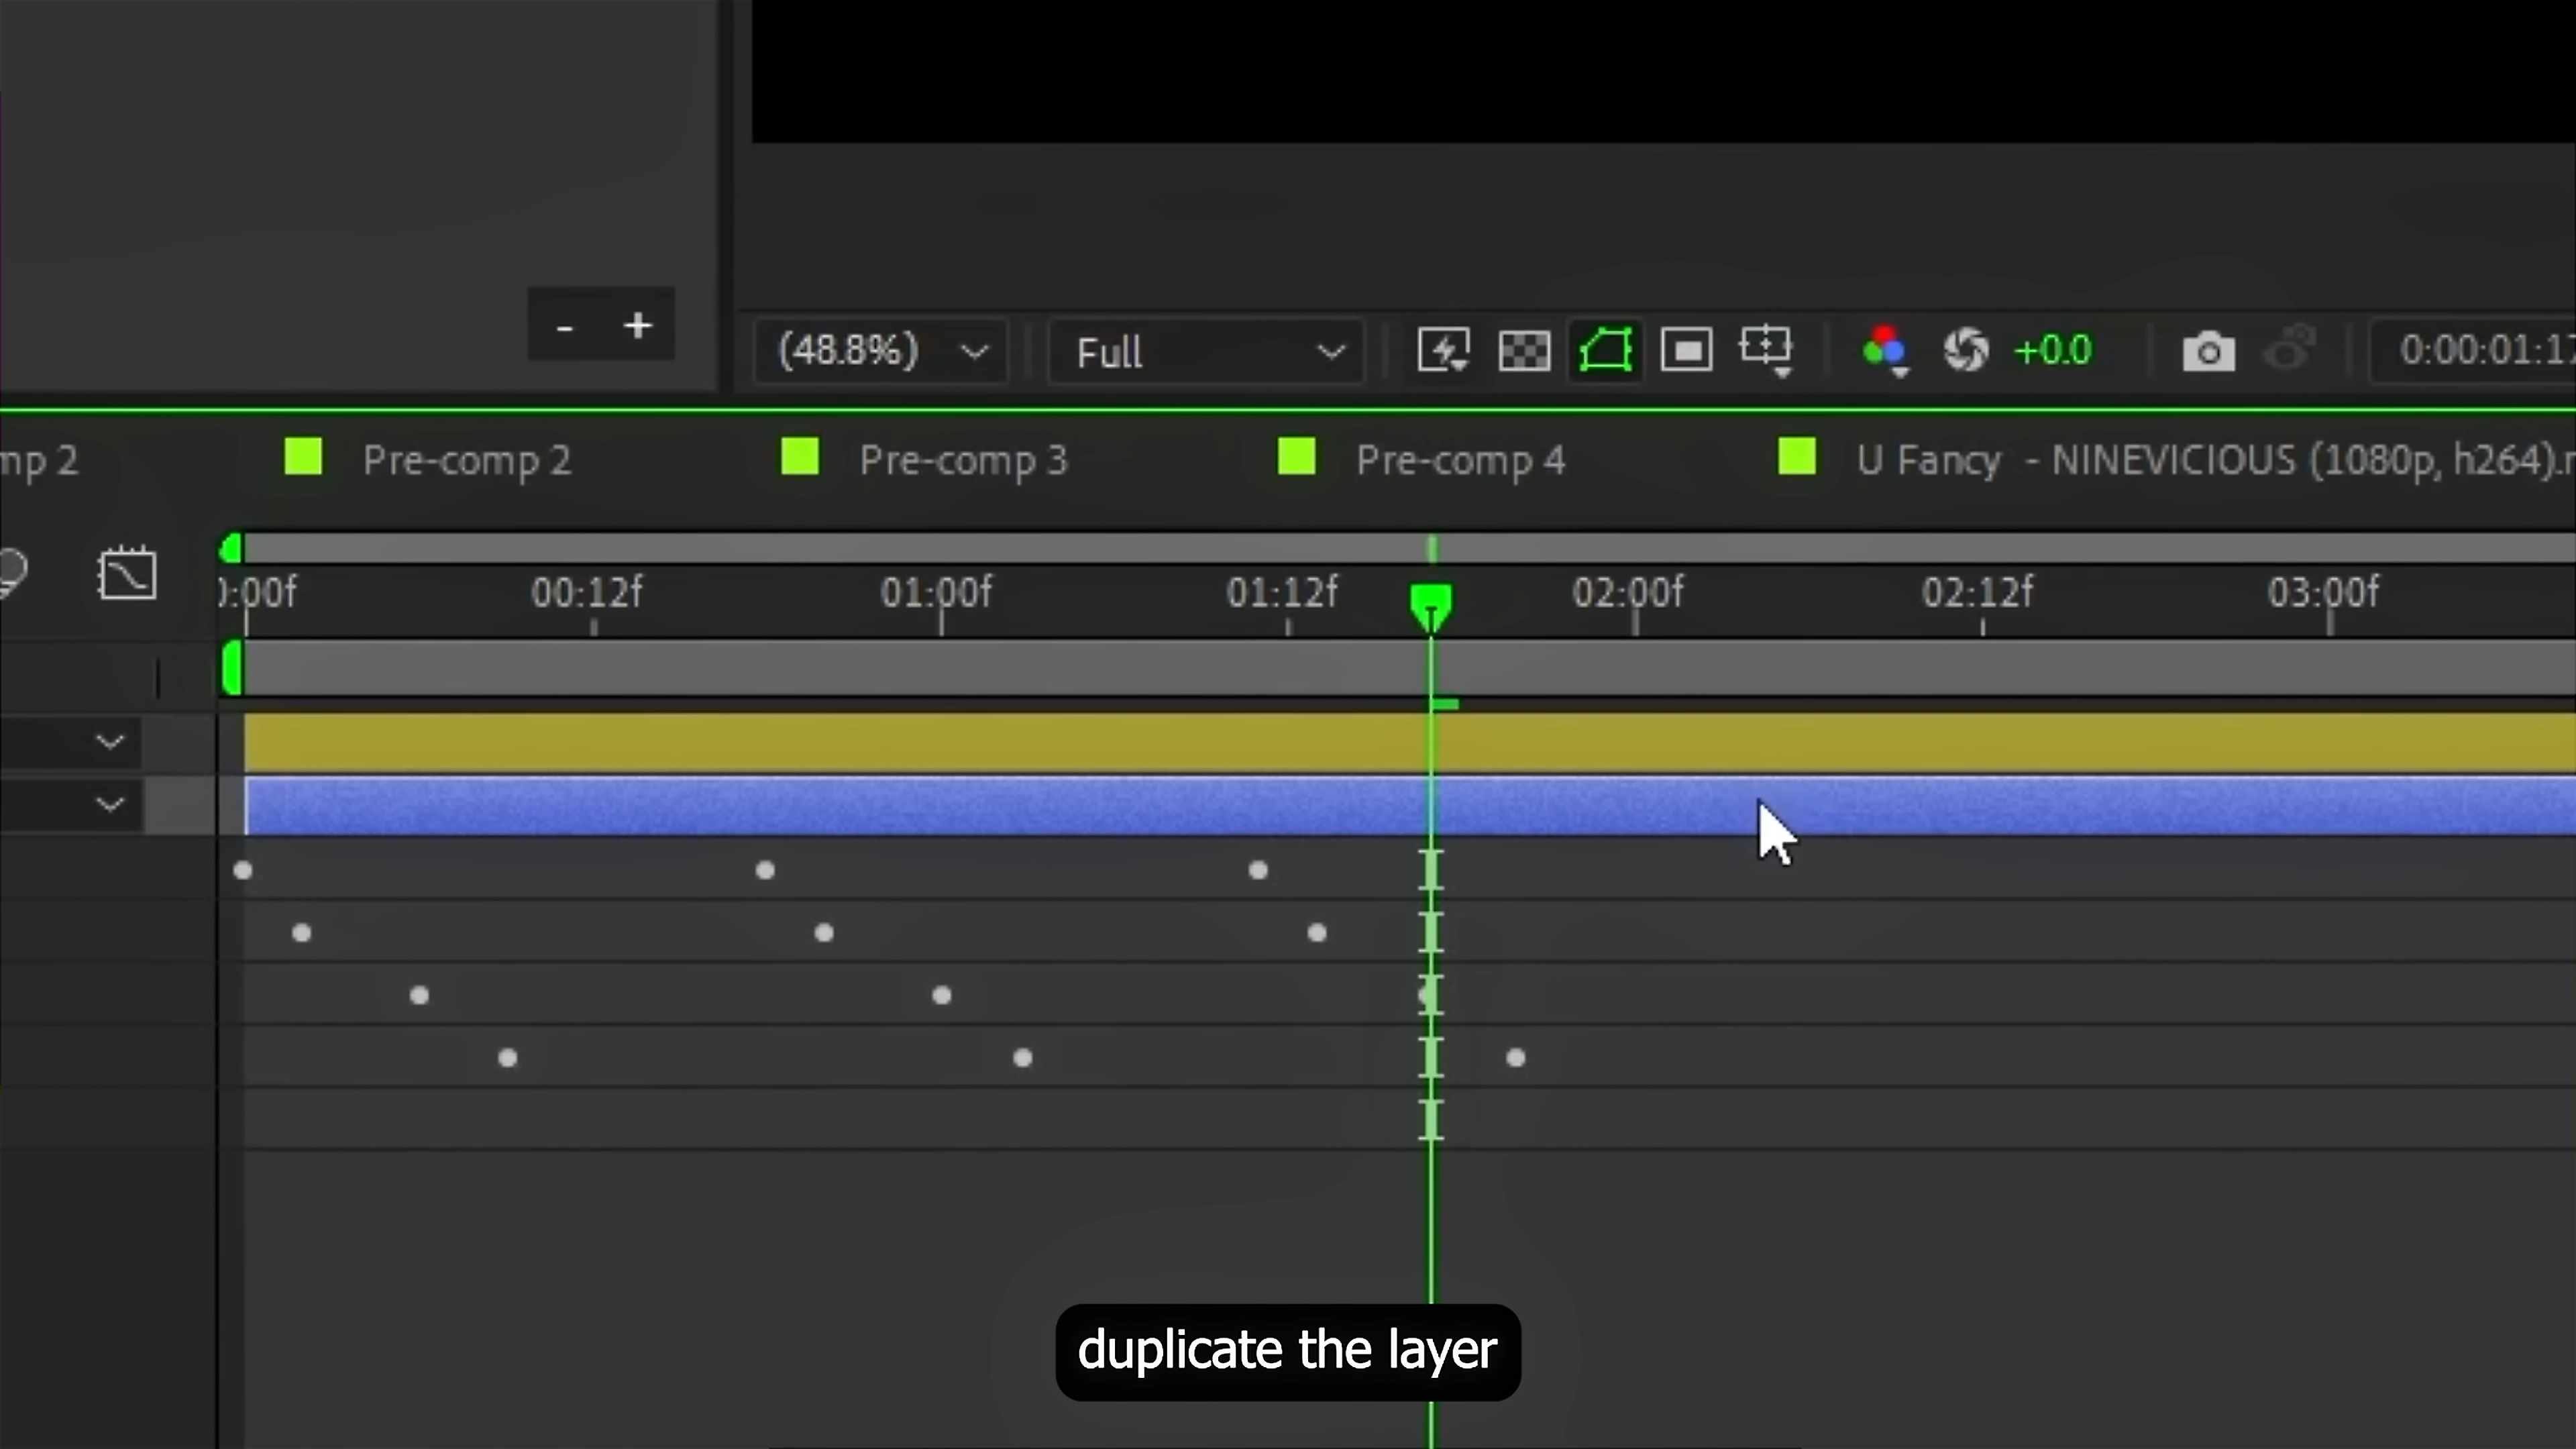 - +
(48.8%) Full +0.0 0:00:01:17
mp 2 Pre-comp 2 Pre-comp 3 Pre-comp 4 U Fancy - NINEVICIOUS (1080p, h264).
0:00f 00:12f 01:00f 01:12f 02:00f 02:12f 03:00f
duplicate the layer